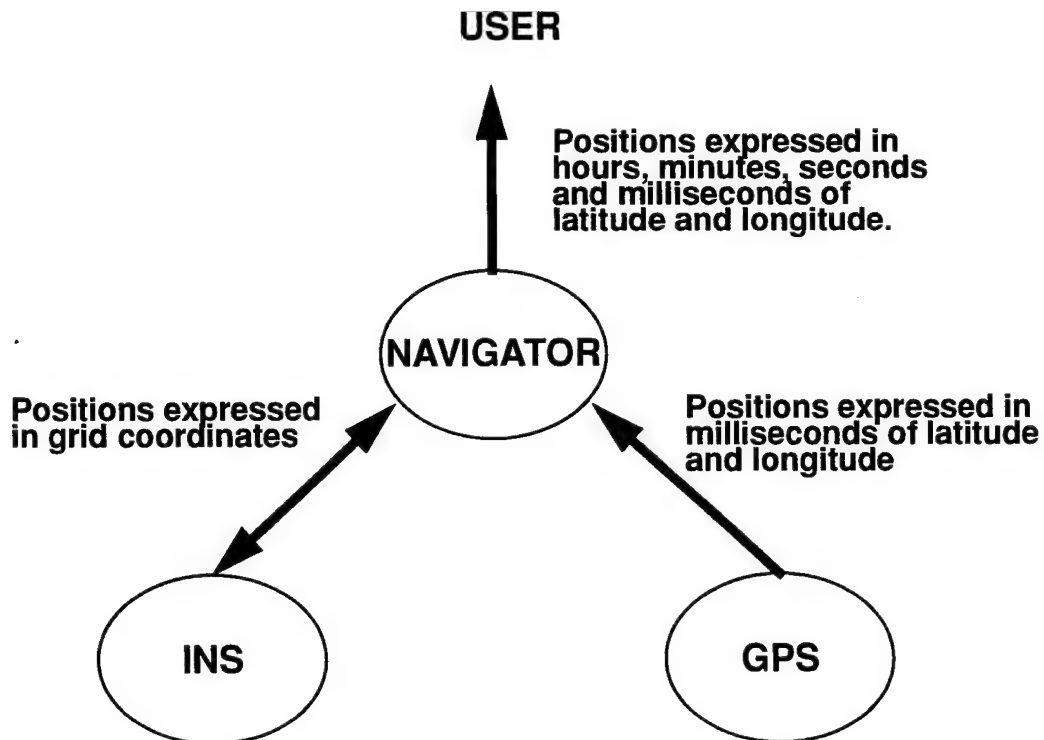 USER
Positions expressed in
hours, minutes, seconds
and milliseconds of
latitude and longitude.
NAVIGATOR
Positions expressed
in grid coordinates
Positions expressed in
milliseconds of latitude
and longitude
INS
GPS